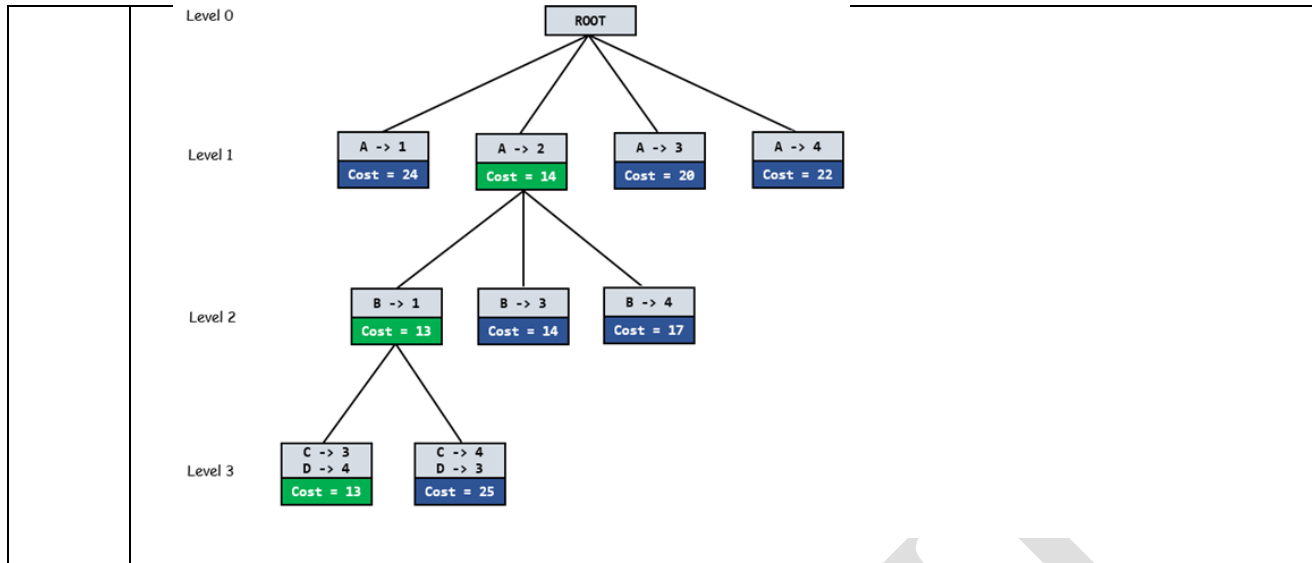 Level 0
ROOT
Level 1
A -> 1
Cost = 24
A -> 2
Cost = 14
A -> 3
Cost = 20
A -> 4
Cost = 22
Level 2
B -> 1
Cost = 13
B -> 3
Cost = 14
B -> 4
Cost = 17
Level 3
C -> 3
D -> 4
Cost = 13
C -> 4
D -> 3
Cost = 25